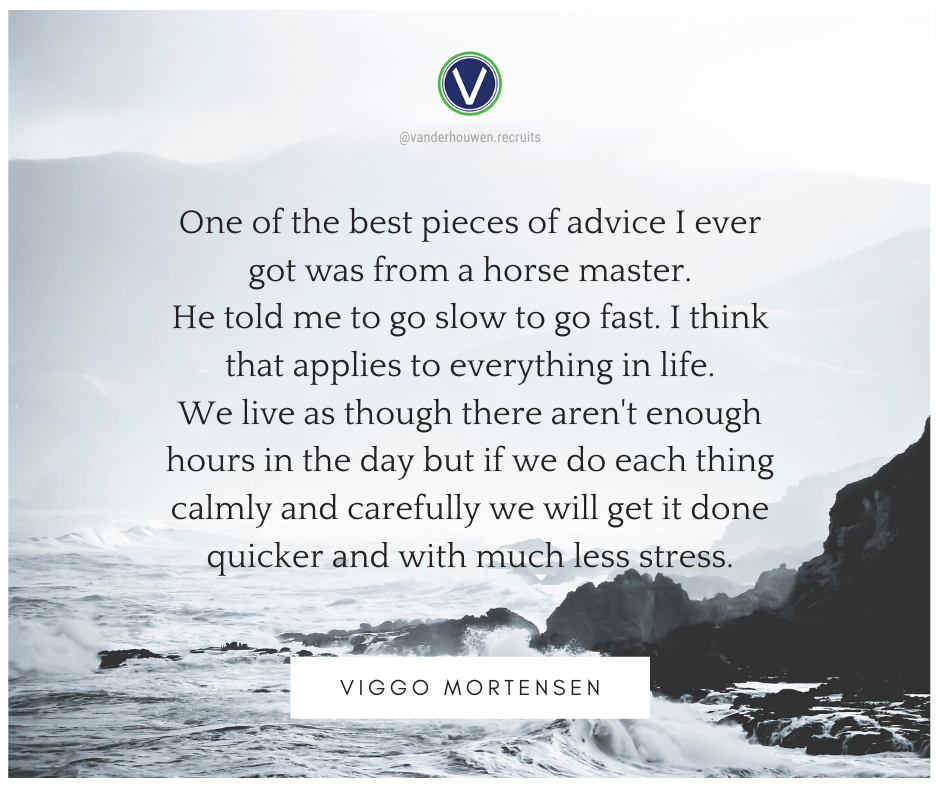 V
@vanderhouwen.recruits
One of the best pieces of advice I ever
got was from a horse master.
He told me to go slow to go fast. I think
that applies to everything in life.
We live as though there aren't enough
hours in the day but if we do each thing
calmly and carefully we will get it done
quicker and with much less stress.
VIGGO MORTENSEN